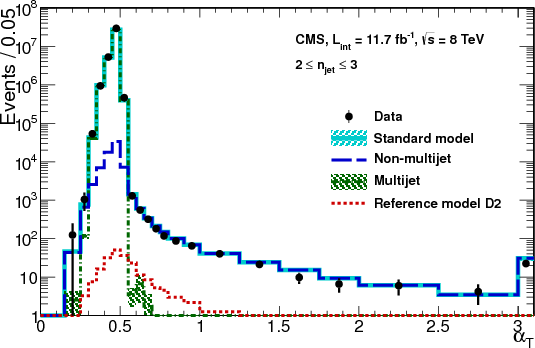 Events / 0.05
10⁸
10⁷
10⁶
10⁵
10⁴
10³
10²
10
1
CMS, L_int = 11.7 fb⁻¹, √s = 8 TeV
2 ≤ n_jet ≤ 3
Data
Standard model
Non-multijet
Multijet
Reference model D2
0 0.5 1 1.5 2 2.5 3
α_T